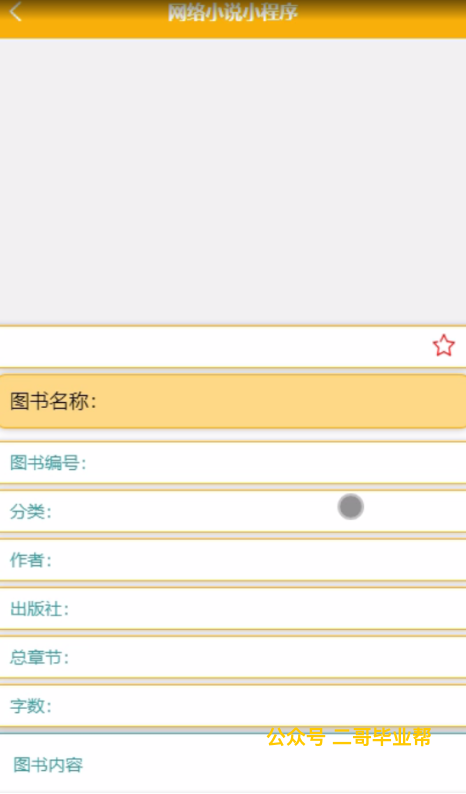 网络小说小程序
图书名称：
图书编号：
分类：
作者：
出版社：
总章节：
字数：
公众号 二哥毕业帮
图书内容